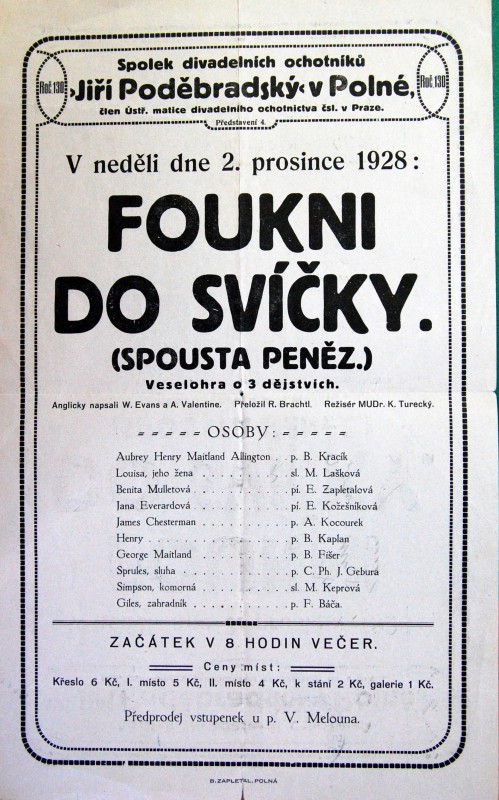 Spolek divadelních ochotníků
Roč. 130
›Jiří Poděbradský‹ v Polné,
Roč. 130
člen Ústř. matice divadelního ochotnictva čsl. v Praze.
Představení 4.
V neděli dne 2. prosince 1928:
FOUKNI
DO SVÍČKY.
(SPOUSTA PENĚZ.)
Veselohra o 3 dějstvích.
Anglicky napsali W. Evans a A. Valentine. Přeložil R. Brachtl. Režisér MUDr. K. Turecký.
OSOBY:
Aubrey Henry Maitland Allington . . p. B. Kracík
Louisa, jeho žena . . . . . . . . . sl. M. Lašková
Benita Mulletová . . . . . . . . . pí. E. Zapletalová
Jana Everardová . . . . . . . . . pí. E. Kožešníková
James Chesterman . . . . . . . . . p. A. Kocourek
Henry . . . . . . . . . . . . . . p. B. Kaplan
George Maitland . . . . . . . . . p. B. Fišer
Sprules, sluha . . . . . . . . . . p. C. Ph. J. Gebura
Simpson, komorná . . . . . . . . . sl. M. Keprová
Giles, zahradník . . . . . . . . . p. F. Báča.
ZAČÁTEK V 8 HODIN VEČER.
Ceny míst:
Křeslo 6 Kč, I. místo 5 Kč, II. místo 4 Kč, k stání 2 Kč, galerie 1 Kč.
Předprodej vstupenek u p. V. Melouna.
B. ZAPLETAL, POLNÁ